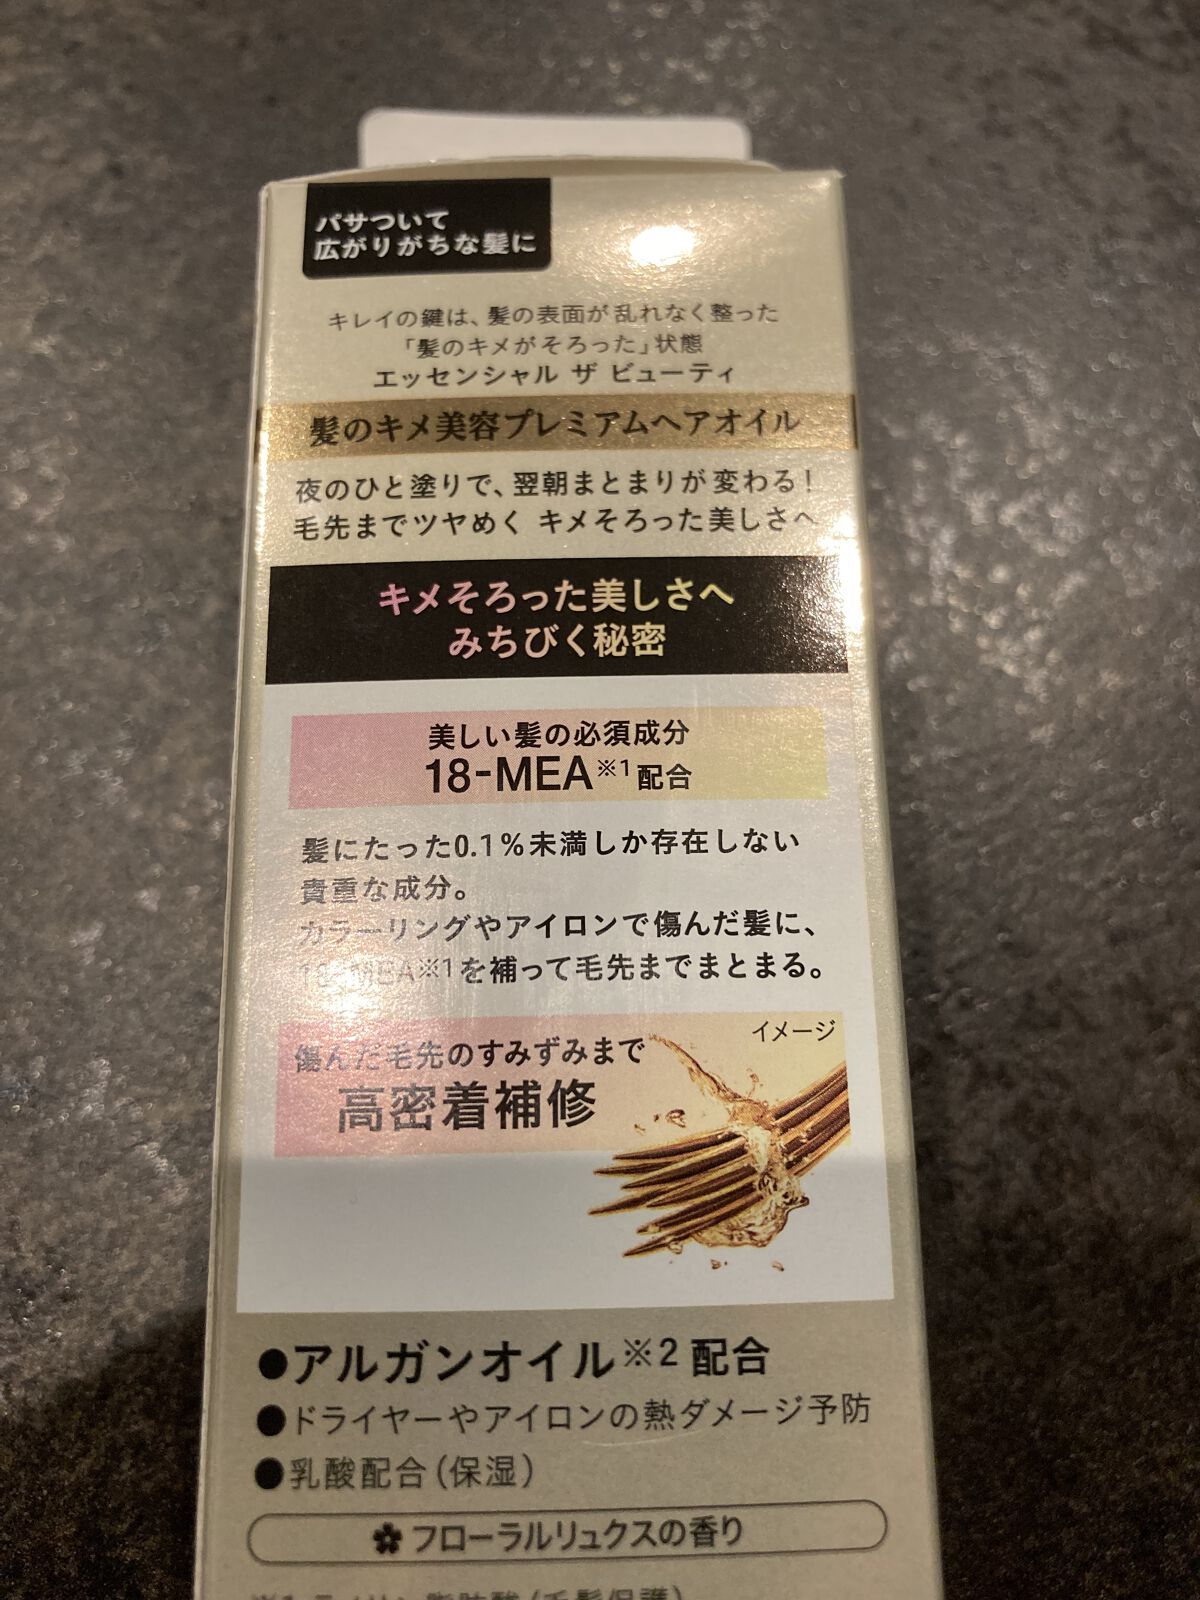 パサついて
広がりがちな髪に
キレイの鍵は、髪の表面が乱れなく整った
「髪のキメがそろった」状態
エッセンシャル ザ ビューティ
髪のキメ美容プレミアムヘアオイル
夜のひと塗りで、翌朝まとまりが変わる!
毛先までツヤめく キメそろった美しさへ
キメそろった美しさへ
みちびく秘密
美しい髪の必須成分
18-MEA※1配合
髪にたった0.1%未満しか存在しない
貴重な成分。
カラーリングやアイロンで傷んだ髪に、
18-MEA※1を補って毛先までまとまる。
イメージ
傷んだ毛先のすみずみまで
高密着補修
●アルガンオイル※2 配合
●ドライヤーやアイロンの熱ダメージ予防
●乳酸配合(保湿)
フローラルリュクスの香り